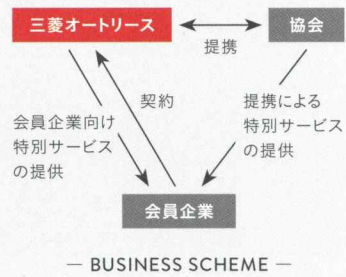 三菱オートリース
協会
提携
契約
会員企業向け
特別サービス
の提供
提携による
特別サービス
の提供
会員企業
— BUSINESS SCHEME —